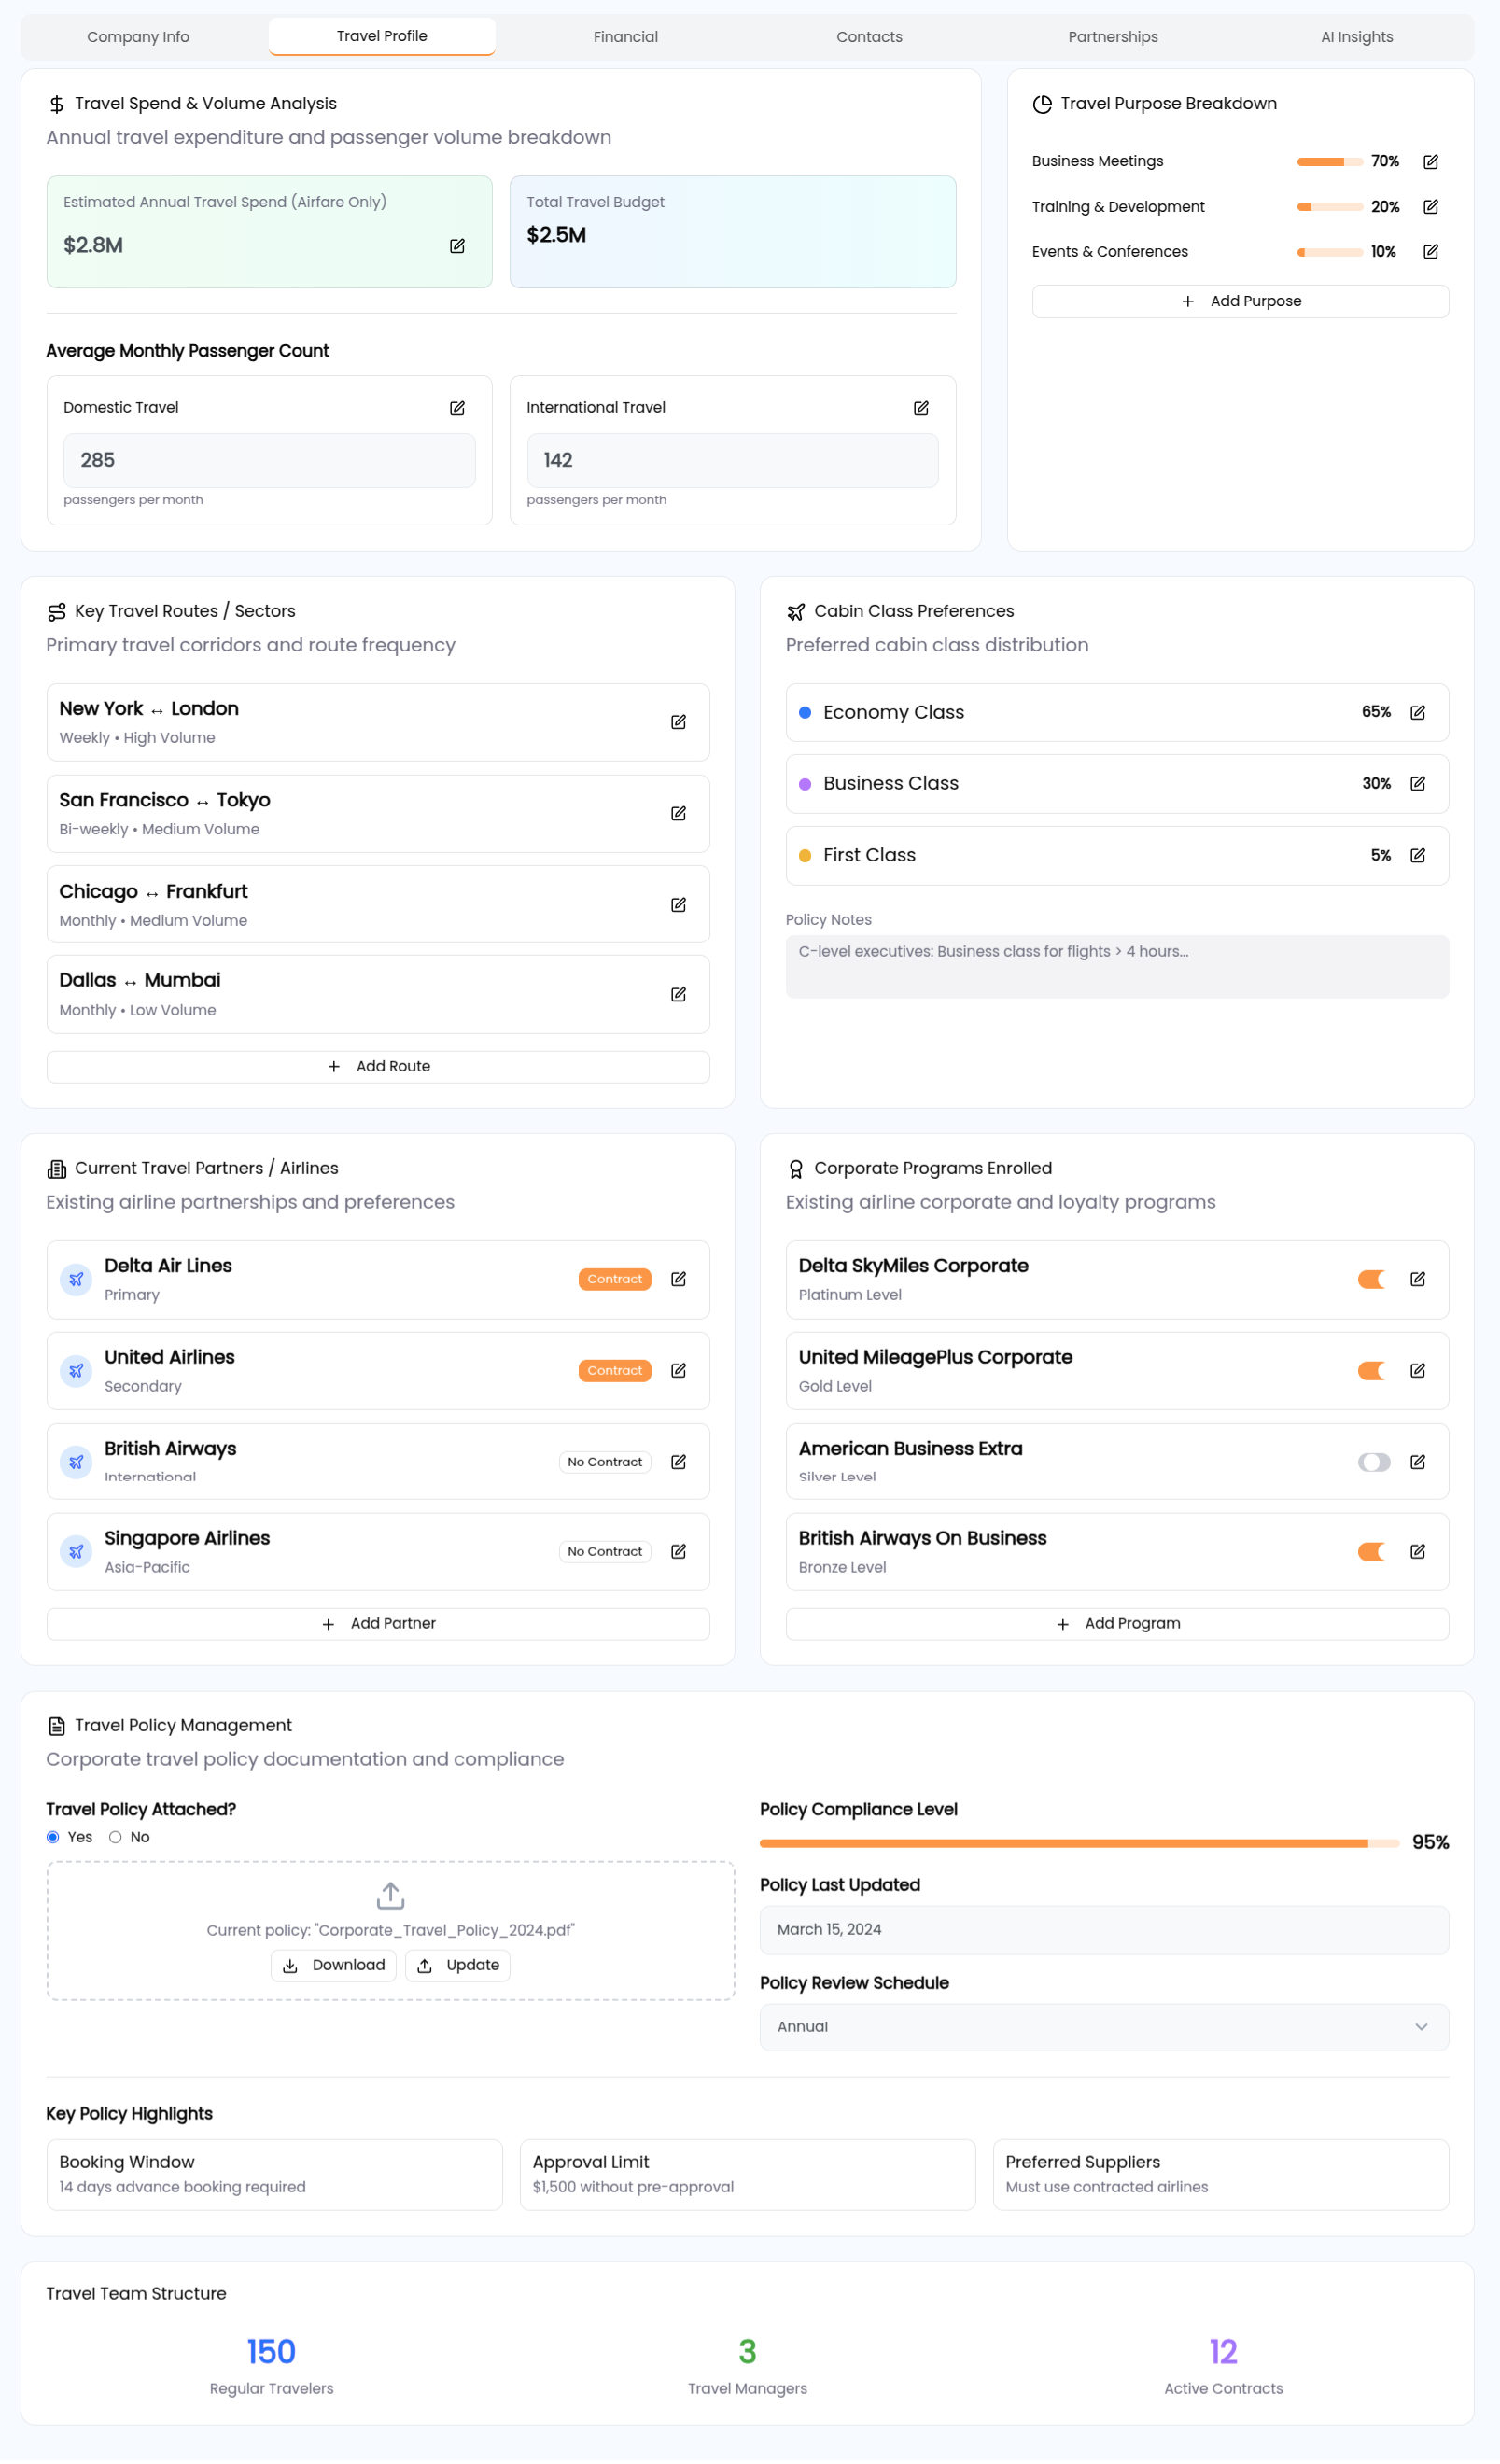 Company Info
Travel Profile
Financial
Contacts
Partnerships
AI Insights
Travel Spend & Volume Analysis
Annual travel expenditure and passenger volume breakdown
Estimated Annual Travel Spend (Airfare Only)
$2.8M
Total Travel Budget
$2.5M
Average Monthly Passenger Count
Domestic Travel
285
passengers per month
International Travel
142
passengers per month
Travel Purpose Breakdown
Business Meetings 70%
Training & Development 20%
Events & Conferences 10%
Add Purpose
Key Travel Routes / Sectors
Primary travel corridors and route frequency
New York ↔ London
Weekly • High Volume
San Francisco ↔ Tokyo
Bi-weekly • Medium Volume
Chicago ↔ Frankfurt
Monthly • Medium Volume
Dallas ↔ Mumbai
Monthly • Low Volume
Add Route
Cabin Class Preferences
Preferred cabin class distribution
Economy Class 65%
Business Class 30%
First Class 5%
Policy Notes
C-level executives: Business class for flights > 4 hours...
Current Travel Partners / Airlines
Existing airline partnerships and preferences
Delta Air Lines
Primary
Contract
United Airlines
Secondary
Contract
British Airways
International
No Contract
Singapore Airlines
Asia-Pacific
No Contract
Add Partner
Corporate Programs Enrolled
Existing airline corporate and loyalty programs
Delta SkyMiles Corporate
Platinum Level
United MileagePlus Corporate
Gold Level
American Business Extra
Silver Level
British Airways On Business
Bronze Level
Add Program
Travel Policy Management
Corporate travel policy documentation and compliance
Travel Policy Attached?
Yes No
Current policy: "Corporate_Travel_Policy_2024.pdf"
Download Update
Policy Compliance Level
95%
Policy Last Updated
March 15, 2024
Policy Review Schedule
Annual
Key Policy Highlights
Booking Window
14 days advance booking required
Approval Limit
$1,500 without pre-approval
Preferred Suppliers
Must use contracted airlines
Travel Team Structure
150
Regular Travelers
3
Travel Managers
12
Active Contracts